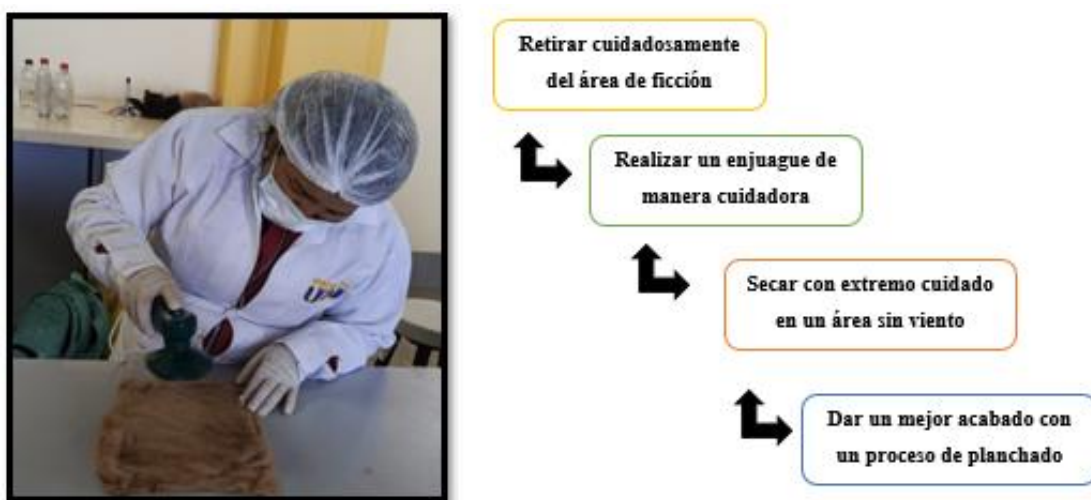 Retirar cuidadosamente
del área de ficción
Realizar un enjuague de
manera cuidadora
Secar con extremo cuidado
en un área sin viento
Dar un mejor acabado con
un proceso de planchado